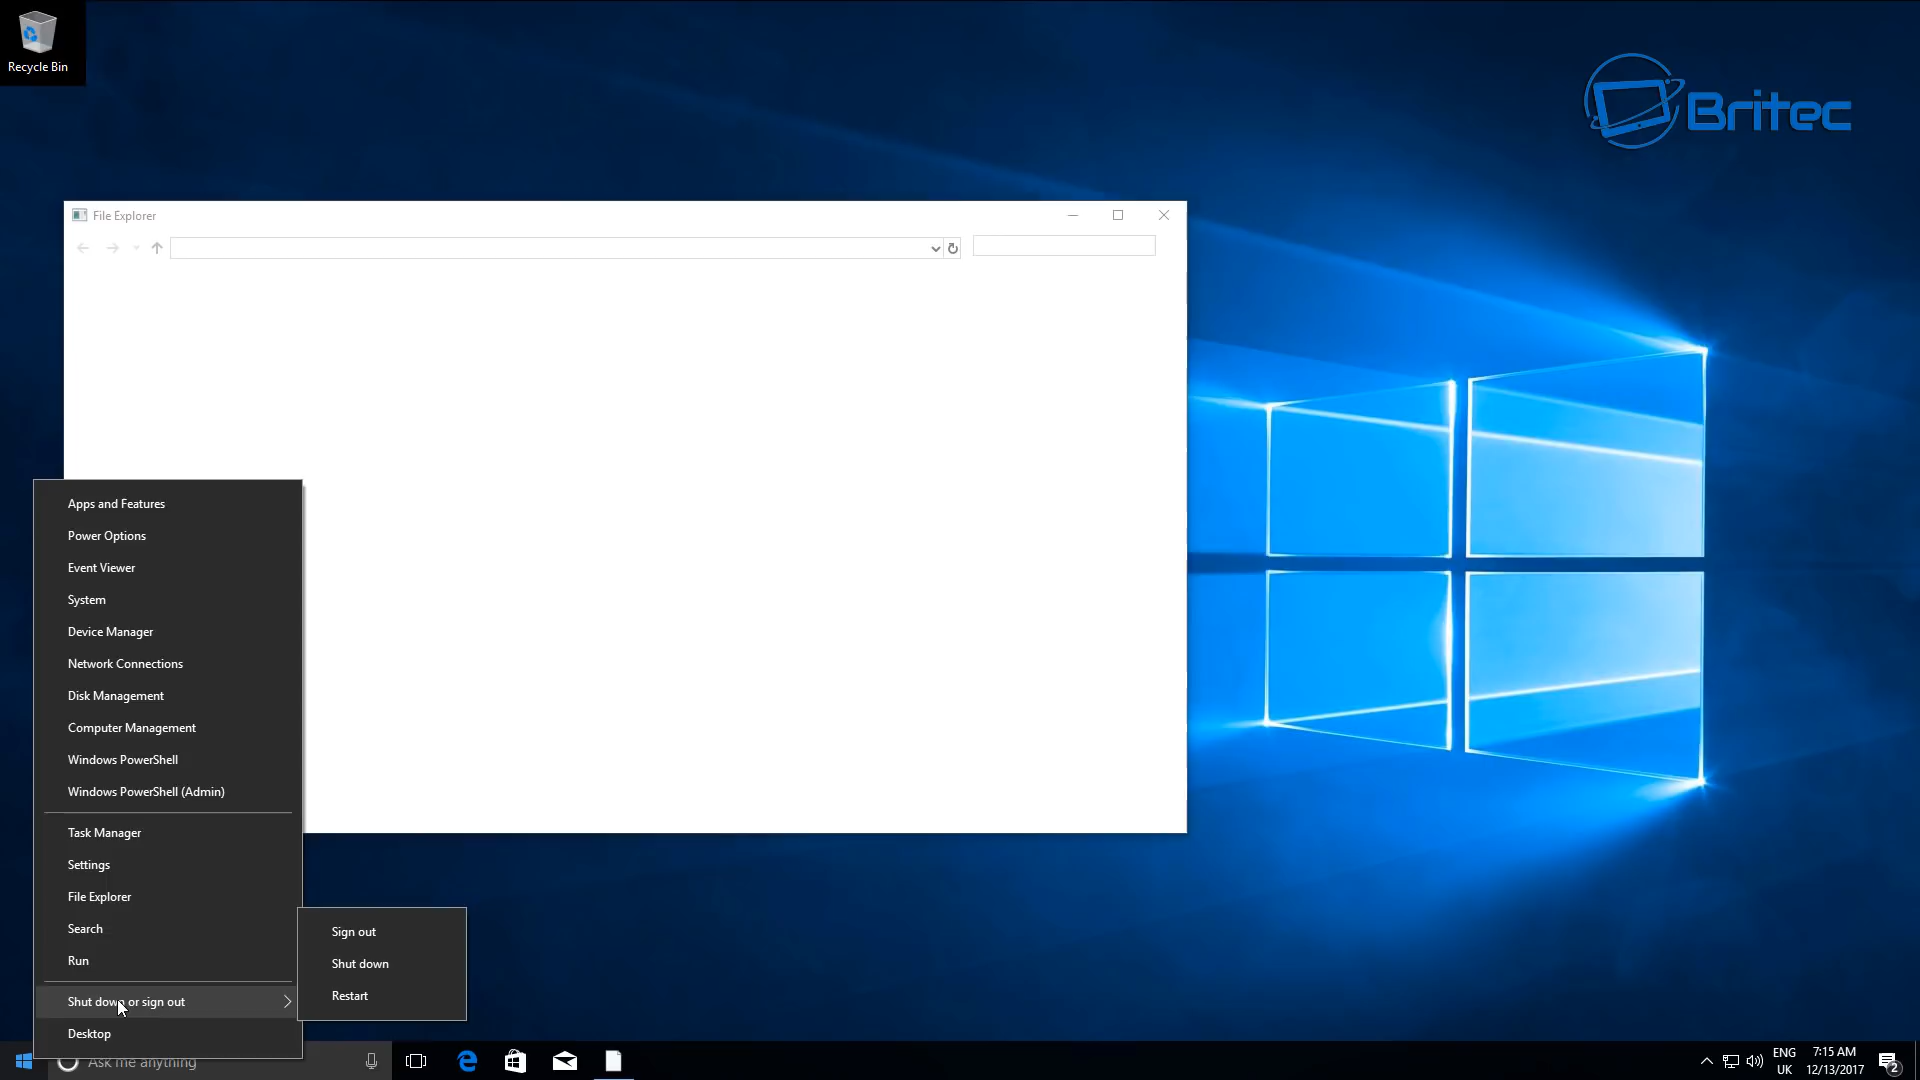 Recycle Bin
Britec
File Explorer
Apps and Features
Power Options
Event Viewer
System
Device Manager
Network Connections
Disk Management
Computer Management
Windows PowerShell
Windows PowerShell (Admin)
Task Manager
Settings
File Explorer
Search
Run
Shut down or sign out
Desktop
Sign out
Shut down
Restart
Ask me anything
ENG
UK
7:15 AM
12/13/2017
2